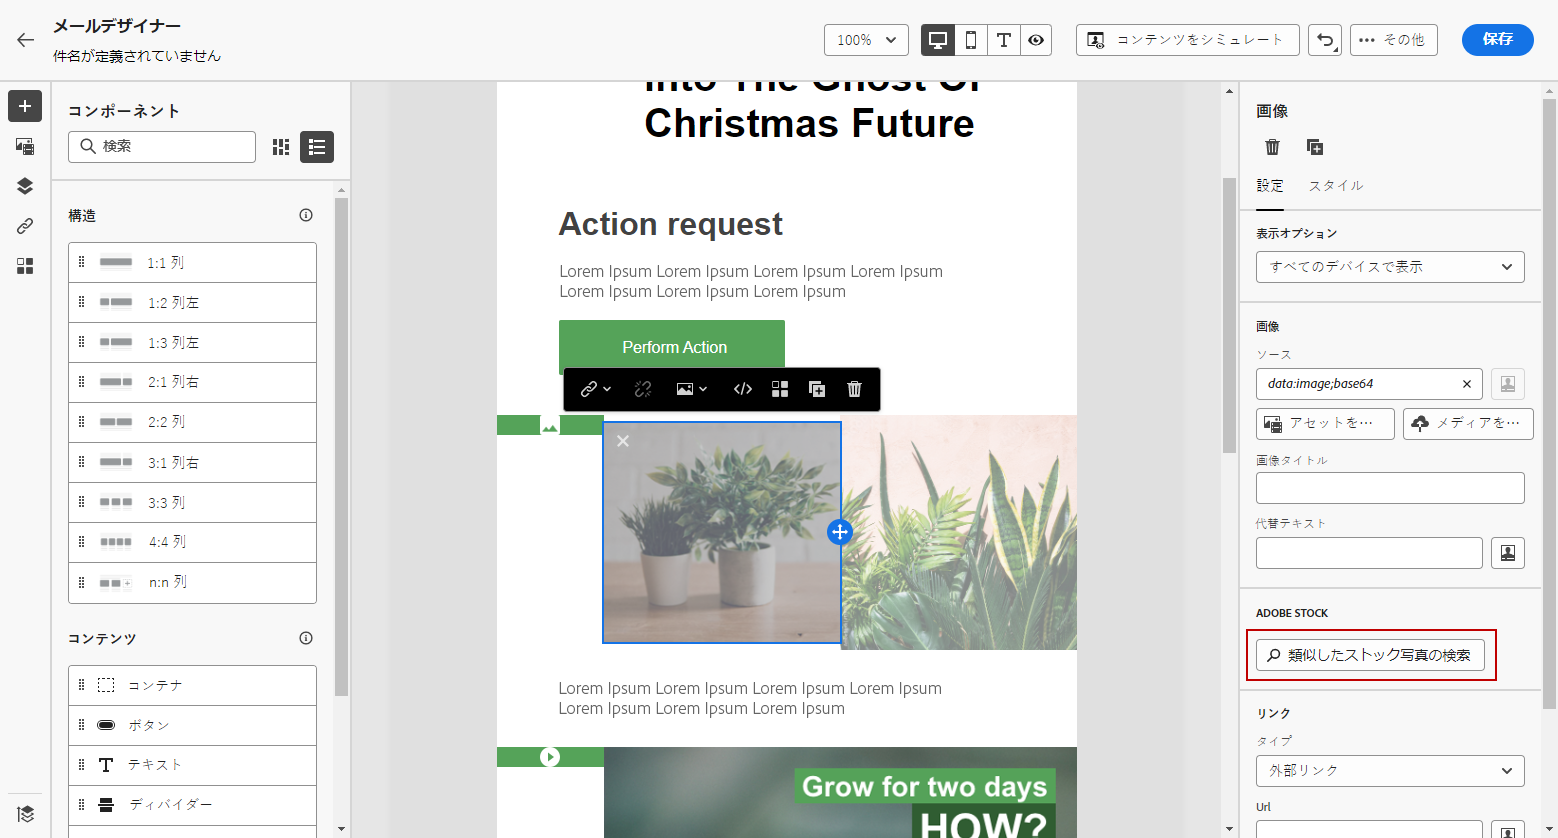 メールデザイナー
件名が定義されていません
100%
コンテンツをシミュレート
その他
保存
コンポーネント
検索
構造
1:1 列
1:2 列左
1:3 列左
2:1 列右
2:2 列
3:1 列右
3:3 列
4:4 列
n:n 列
コンテンツ
コンテナ
ボタン
テキスト
ディバイダー
Into The Ghost Of
Christmas Future
Action request
Lorem Ipsum Lorem Ipsum Lorem Ipsum Lorem Ipsum
Lorem Ipsum Lorem Ipsum Lorem Ipsum
Perform Action
Lorem Ipsum Lorem Ipsum Lorem Ipsum Lorem Ipsum
Lorem Ipsum Lorem Ipsum Lorem Ipsum
Grow for two days
HOW?
画像
設定
スタイル
表示オプション
すべてのデバイスで表示
画像
ソース
data:image;base64
アセットを…
メディアを…
画像タイトル
代替テキスト
ADOBE STOCK
類似したストック写真の検索
リンク
タイプ
外部リンク
Url